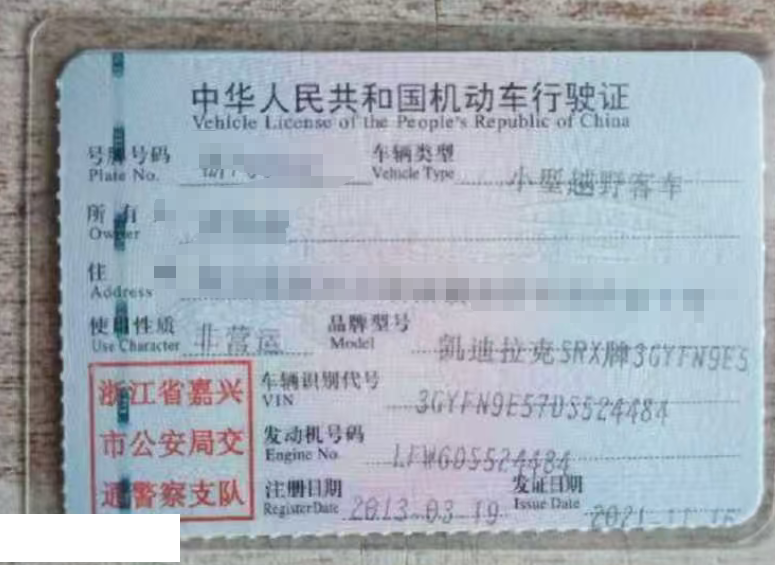 中华人民共和国机动车行驶证
Vehicle License of the People's Republic of China
号牌号码 车辆类型 小型越野客车
Plate No. Vehicle Type
所有
Owner
住
Address
使用性质 非营运 品牌型号 凯迪拉克SRX牌3GYFN9E5
Use Character Model
浙江省嘉兴
市公安局交
通警察支队
车辆识别代号 3GYFN9E57DS524484
VIN
发动机号码 LFW6DS524484
Engine No.
注册日期 2013-03-19 发证日期
Register Date Issue Date